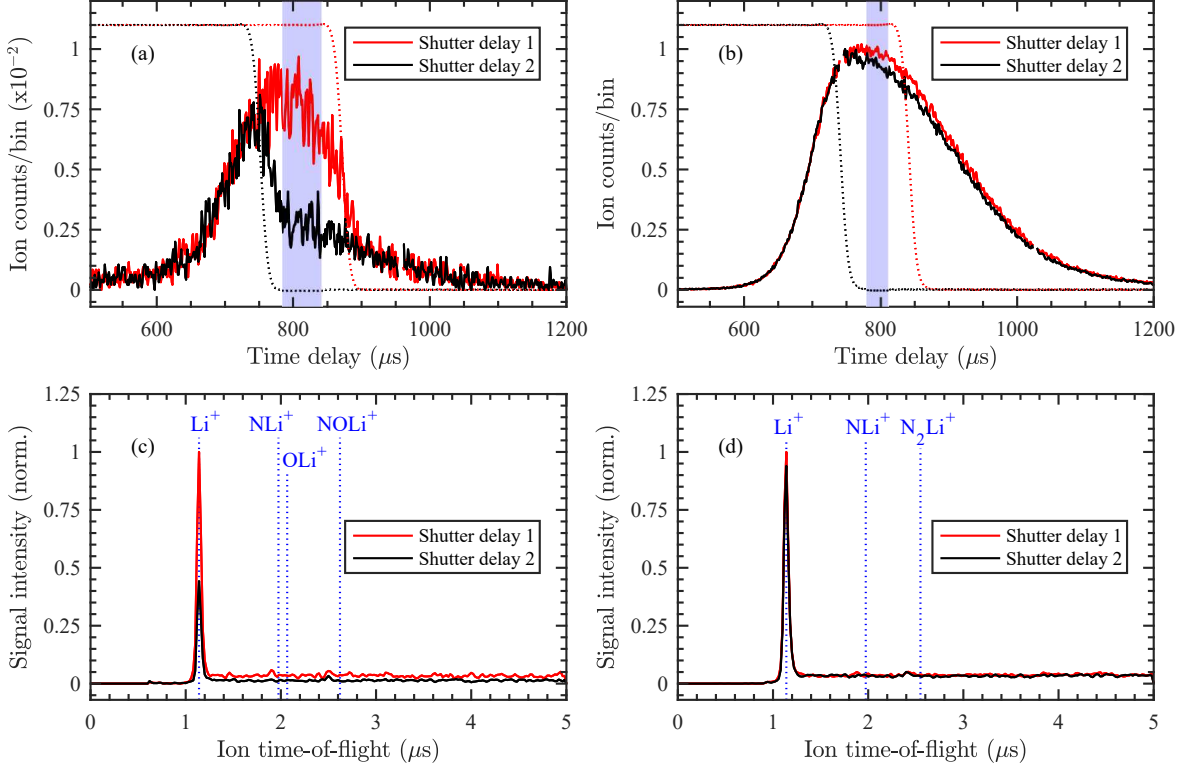 (a)
Shutter delay 1
Shutter delay 2
Ion counts/bin (x10⁻²)
1
0.75
0.5
0.25
0
600
800
1000
1200
Time delay (μs)
(b)
Shutter delay 1
Shutter delay 2
Ion counts/bin
1
0.75
0.5
0.25
0
600
800
1000
1200
Time delay (μs)
(c)
Li⁺
NLi⁺
NOLi⁺
OLi⁺
Shutter delay 1
Shutter delay 2
Signal intensity (norm.)
1.25
1
0.75
0.5
0.25
0
0
1
2
3
4
5
Ion time-of-flight (μs)
(d)
Li⁺
NLi⁺
N₂Li⁺
Shutter delay 1
Shutter delay 2
Signal intensity (norm.)
1.25
1
0.75
0.5
0.25
0
0
1
2
3
4
5
Ion time-of-flight (μs)